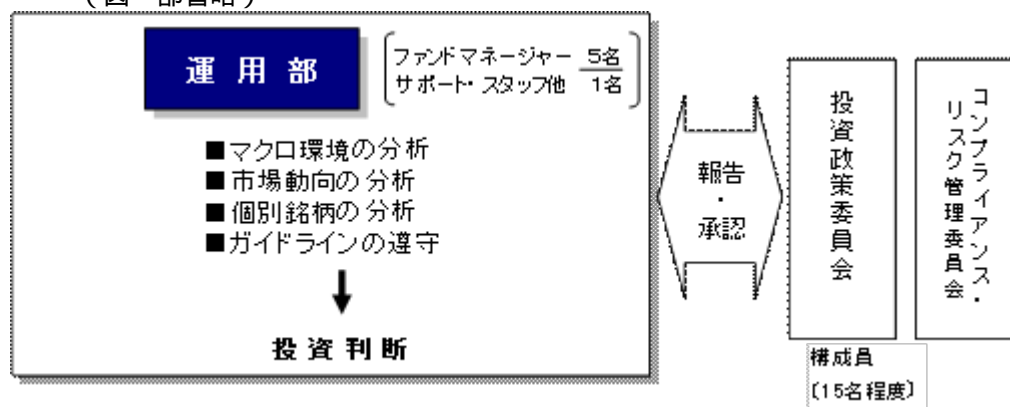 運用部
ファンドマネージャー 5名
サポート・スタッフ他 1名
■マクロ環境の分析
■市場動向の分析
■個別銘柄の分析
■ガイドラインの遵守
投資判断
報告
・
承認
投資政策委員会
コンプライアンス・
リスク管理委員会
構成員
〔15名程度〕